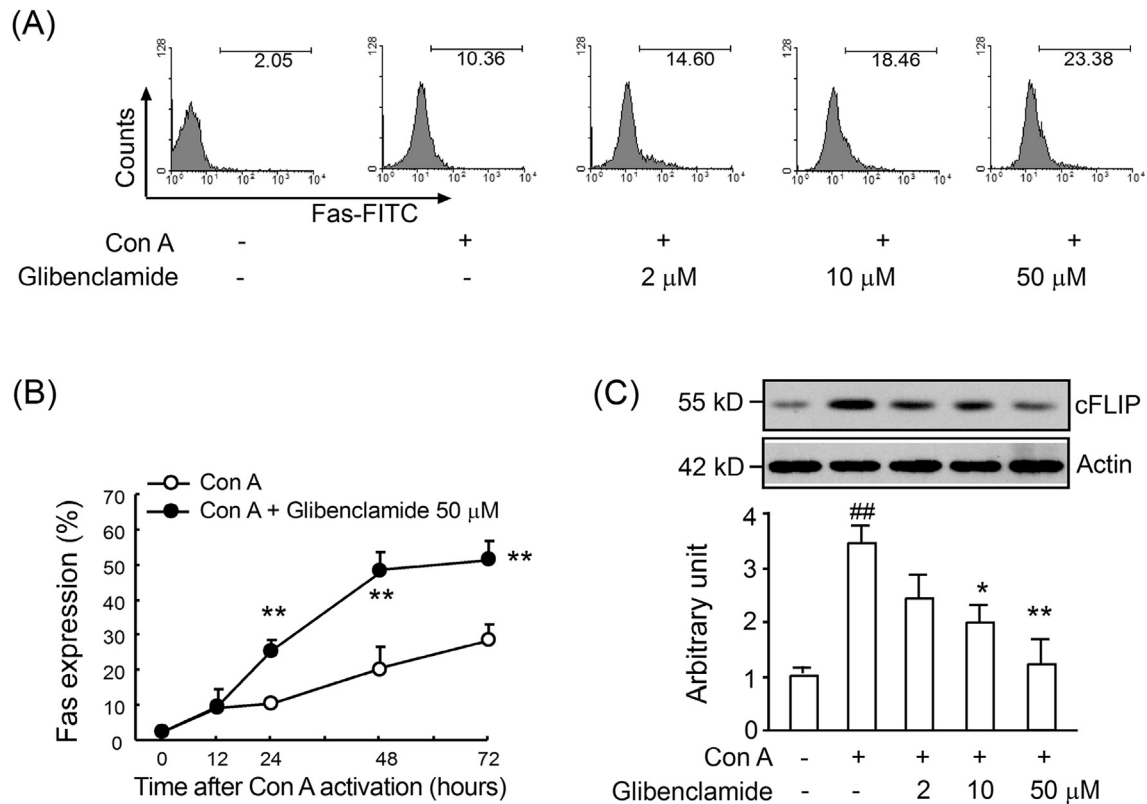 (A)
128 2.05 128 10.36 128 14.60 128 18.46 128 23.38
Counts
0 0 0 0 0
10⁰ 10¹ 10² 10³ 10⁴ 10⁰ 10¹ 10² 10³ 10⁴ 10⁰ 10¹ 10² 10³ 10⁴ 10⁰ 10¹ 10² 10³ 10⁴ 10⁰ 10¹ 10² 10³ 10⁴
Fas-FITC
Con A - + + + +
Glibenclamide - - 2 μM 10 μM 50 μM
(B)
Con A
Con A + Glibenclamide 50 μM
Fas expression (%)
70
60
50
40
30
20
10
0
**
**
**
0 12 24 48 72
Time after Con A activation (hours)
(C)
55 kD cFLIP
42 kD Actin
Arbitrary unit
4
3
2
1
0
##
*
**
Con A - + + + +
Glibenclamide 2 10 50 μM